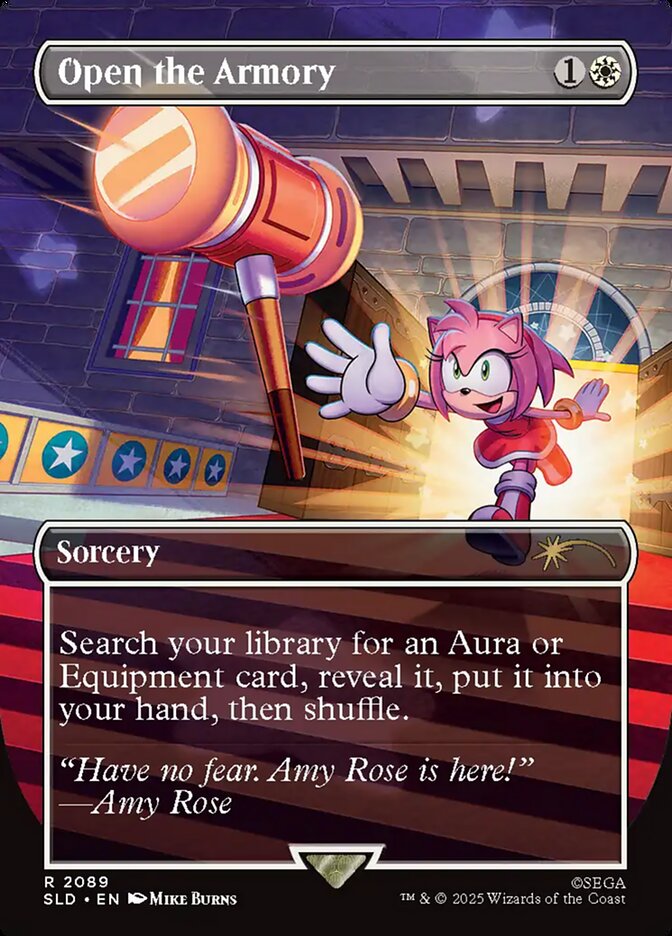 Open the Armory 1
Sorcery
Search your library for an Aura or
Equipment card, reveal it, put it into
your hand, then shuffle.
“Have no fear. Amy Rose is here!”
—Amy Rose
R 2089 ©SEGA
SLD • EN Mike Burns ™ & © 2025 Wizards of the Coast